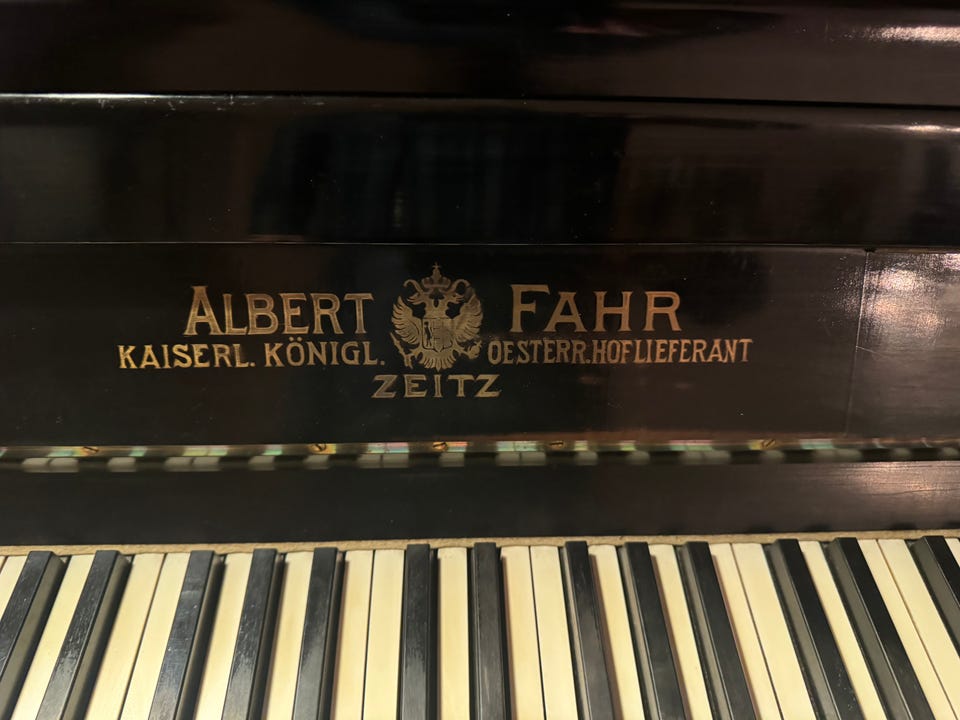 ALBERT FAHR
KAISERL. KÖNIGL. OESTERR. HOFLIEFERANT
ZEITZ